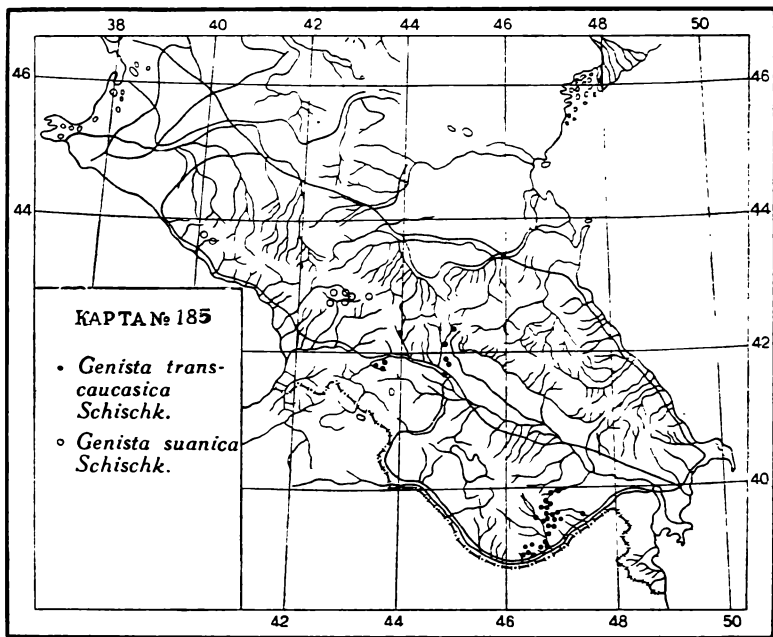 38 40 42 44 46 48 50
46 46
44 44
42
40
КАРТА № 185
• Genista trans-
caucasica
Schischk.
○ Genista suanica
Schischk.
42 44 46 48 50